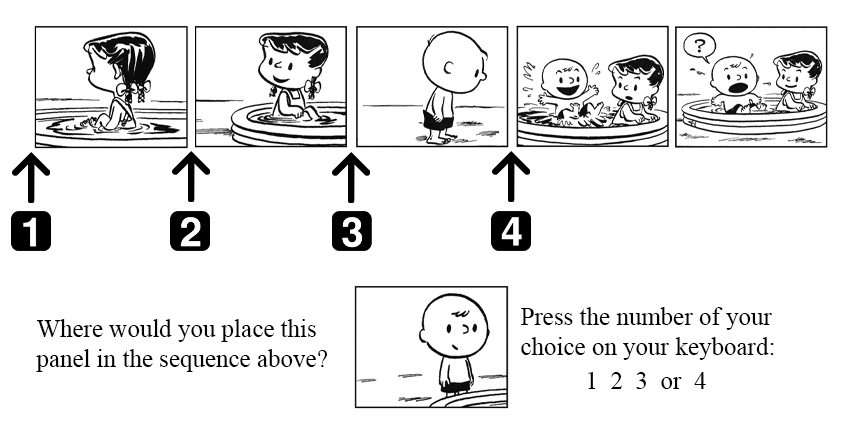 ?
1 2 3 4
Where would you place this
panel in the sequence above?
Press the number of your
choice on your keyboard:
1 2 3 or 4